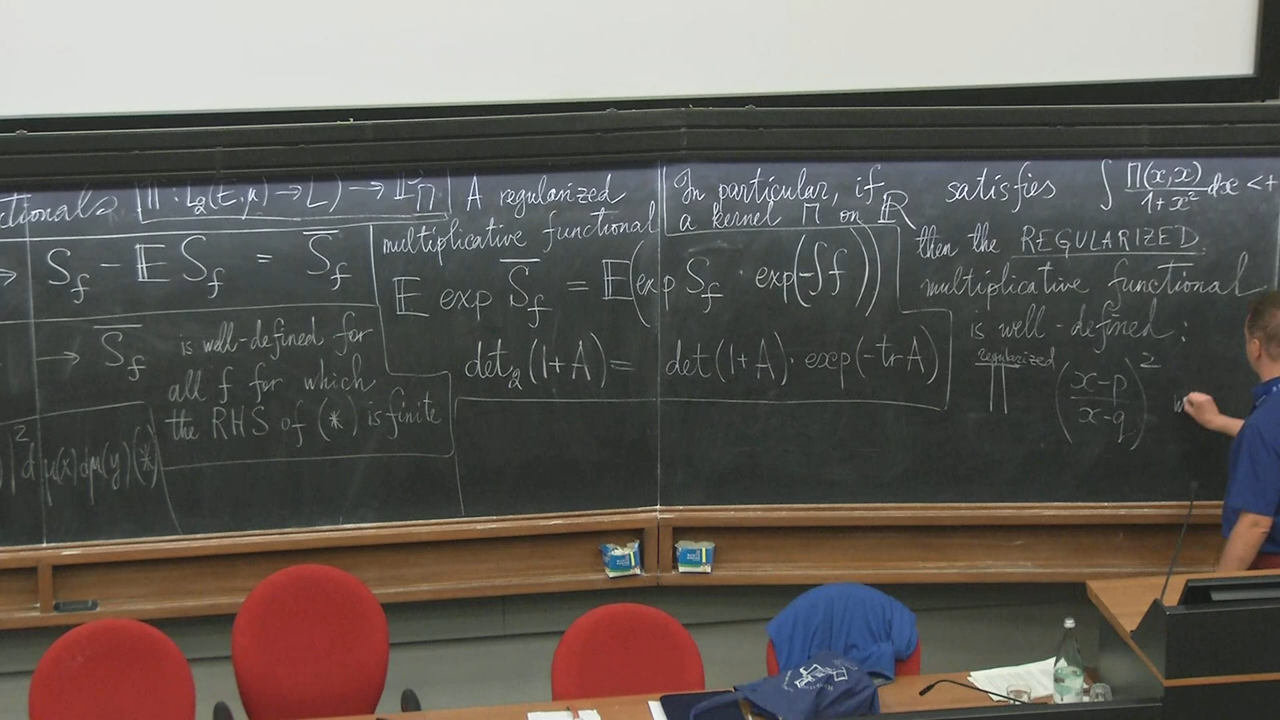 ctionals [Π : L₂(E,μ) → L) → ℙ_Π
S_f − 𝔼 S_f = S̄_f
→ S̄_f is well-defined for
all f for which
the RHS of (*) is finite
|² d μ(x)dμ(y) (*)
A regularized
multiplicative functional
𝔼 exp S̄_f = 𝔼(exp S_f · exp(−∫f))
det₂(1+A) = det(1+A) · exp(−trA)
In particular, if
a kernel Π on ℝ satisfies ∫ Π(x,x)/(1+x²) dx < +
then the REGULARIZED
multiplicative functional
is well-defined:
regularized
Π ((x−p)/(x−q))²